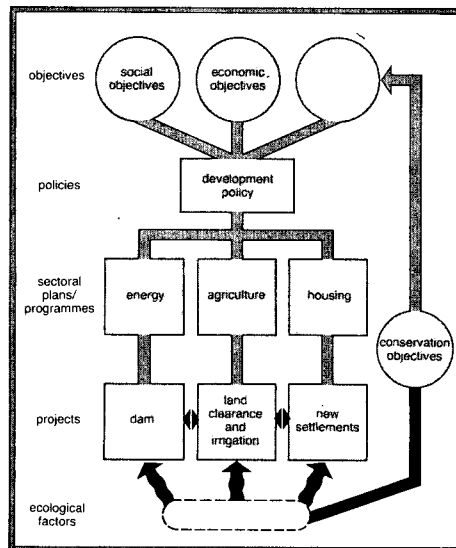 objectives
social
objectives
economic
objectives
policies
development
policy
sectoral
plans/
programmes
energy
agriculture
housing
conservation
objectives
projects
dam
land
clearance
and
irrigation
new
settlements
ecological
factors